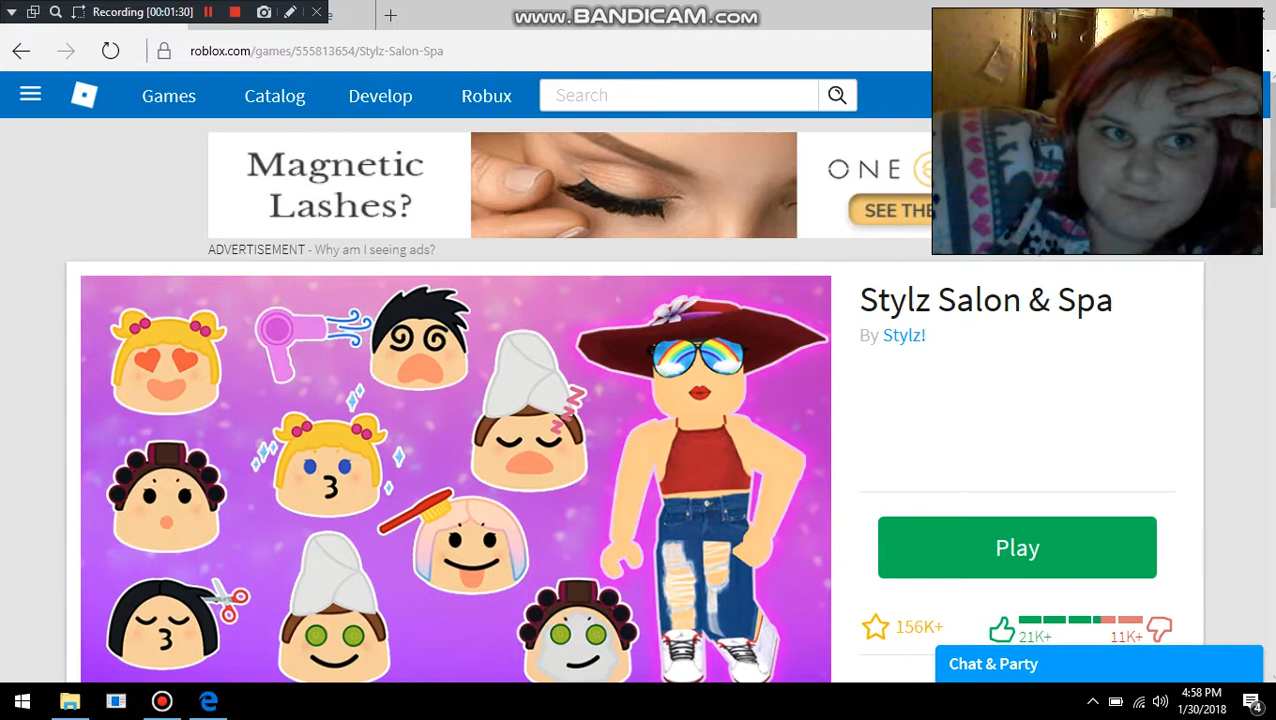 Recording [00:01:30]
www.BANDICAM.com
roblox.com/games/555813654/Stylz-Salon-Spa
Games
Catalog
Develop
Robux
Search
Magnetic
Lashes?
ONE
SEE THE
ADVERTISEMENT - Why am I seeing ads?
Stylz Salon & Spa
By Stylz!
zzz
Play
156K+
21K+
11K+
Chat & Party
4:58 PM
1/30/2018
4